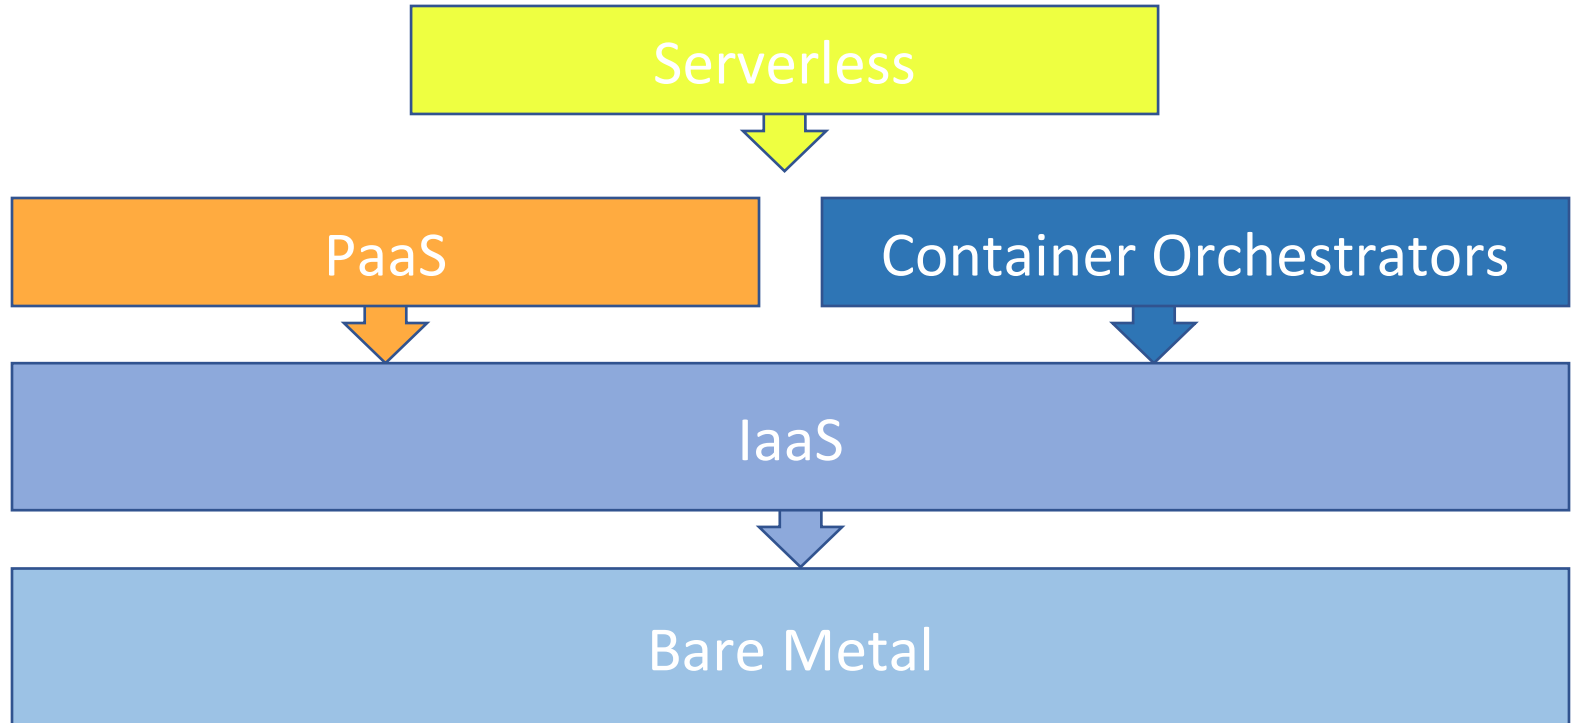 Serverless
PaaS
Container Orchestrators
IaaS
Bare Metal